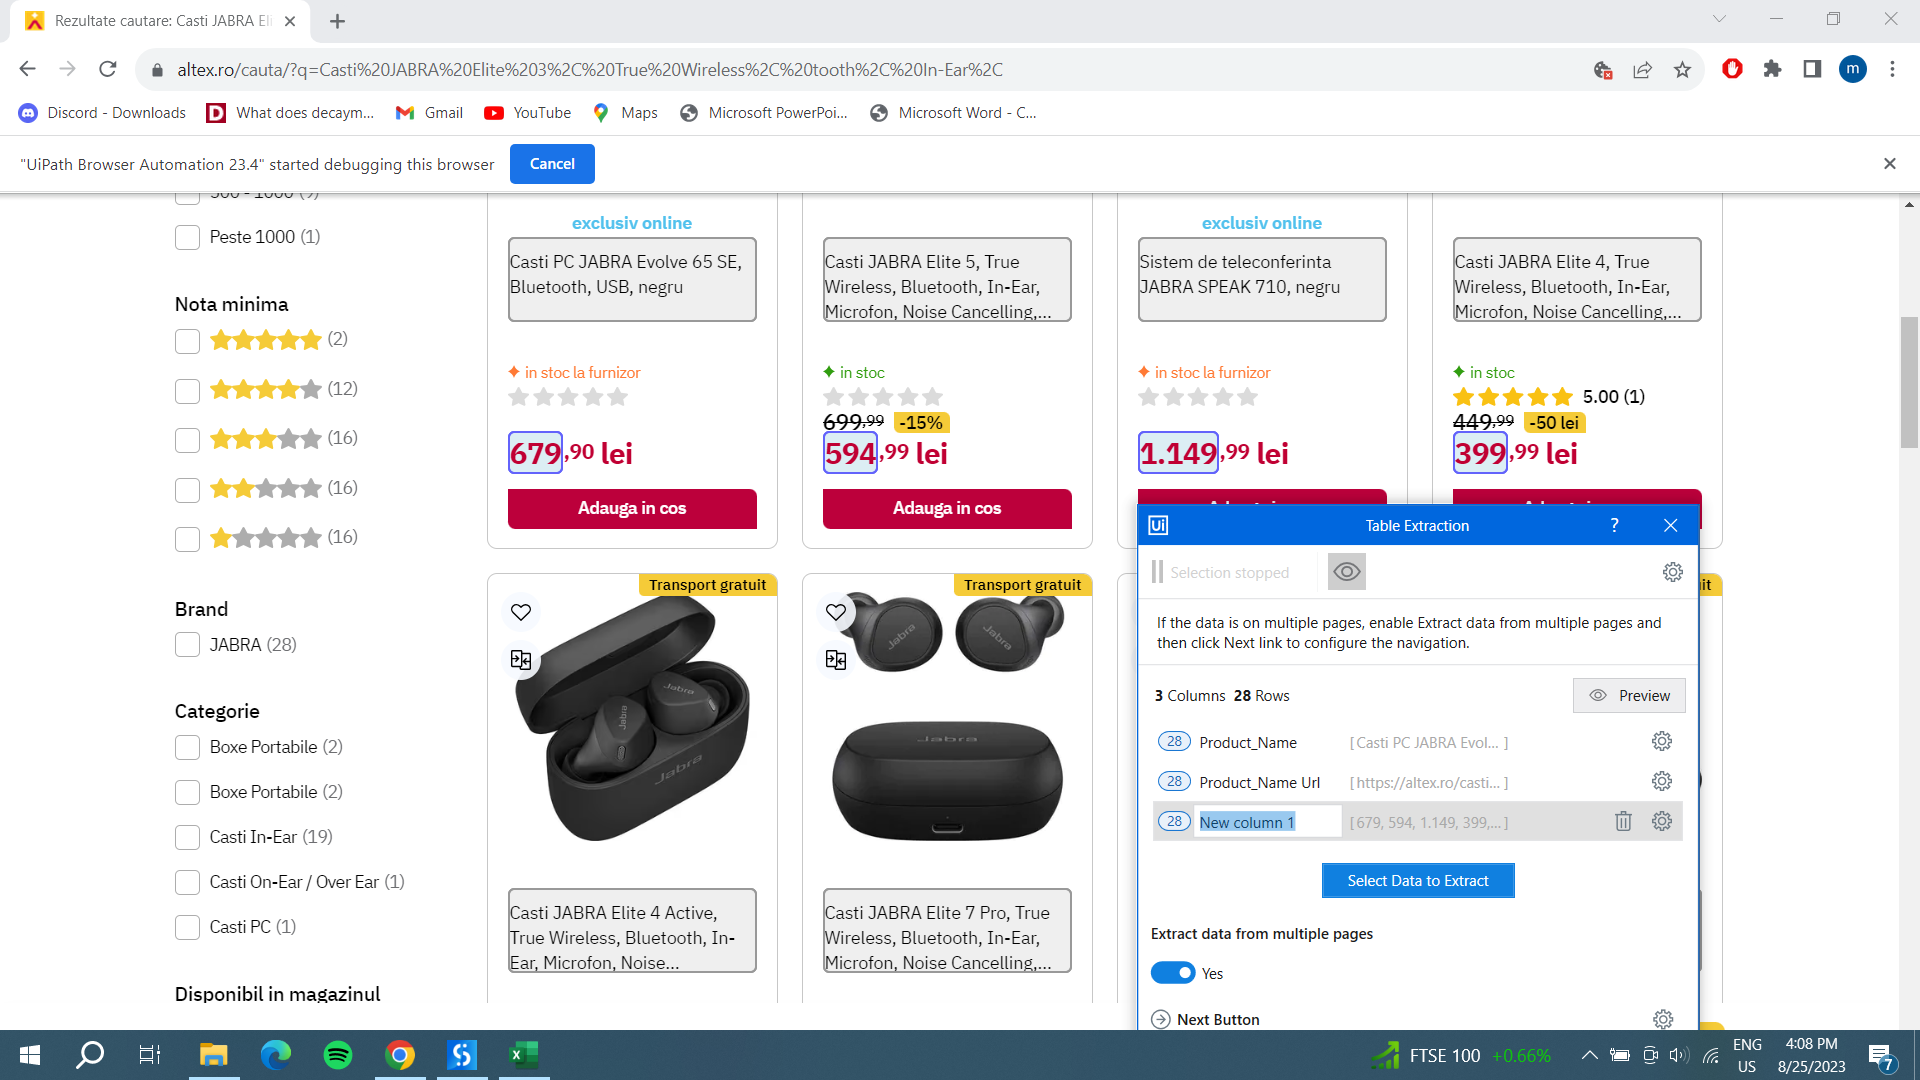 Rezultate cautare: Casti JABRA Eli
altex.ro/cauta/?q=Casti%20JABRA%20Elite%203%2C%20True%20Wireless%2C%20tooth%2C%20In-Ear%2C
m
Discord - Downloads
What does decaym...
Gmail
YouTube
Maps
Microsoft PowerPoi...
Microsoft Word - C...
"UiPath Browser Automation 23.4" started debugging this browser
Cancel
500 - 1000 (9)
Peste 1000 (1)
Nota minima
(2)
(12)
(16)
(16)
(16)
Brand
JABRA (28)
Categorie
Boxe Portabile (2)
Boxe Portabile (2)
Casti In-Ear (19)
Casti On-Ear / Over Ear (1)
Casti PC (1)
Disponibil in magazinul
exclusiv online
Casti PC JABRA Evolve 65 SE,
Bluetooth, USB, negru
in stoc la furnizor
679,90 lei
Adauga in cos
Casti JABRA Elite 5, True
Wireless, Bluetooth, In-Ear,
Microfon, Noise Cancelling,...
in stoc
699,99 -15%
594,99 lei
Adauga in cos
exclusiv online
Sistem de teleconferinta
JABRA SPEAK 710, negru
in stoc la furnizor
1.149,99 lei
Casti JABRA Elite 4, True
Wireless, Bluetooth, In-Ear,
Microfon, Noise Cancelling,...
in stoc
5.00 (1)
449,99 -50 lei
399,99 lei
Transport gratuit
Jabra
Jabra
Jabra
Casti JABRA Elite 4 Active,
True Wireless, Bluetooth, In-
Ear, Microfon, Noise...
Transport gratuit
Jabra
Jabra
Jabra
Casti JABRA Elite 7 Pro, True
Wireless, Bluetooth, In-Ear,
Microfon, Noise Cancelling,...
Ui
Table Extraction
?
Selection stopped
If the data is on multiple pages, enable Extract data from multiple pages and
then click Next link to configure the navigation.
3 Columns 28 Rows
Preview
28 Product_Name [Casti PC JABRA Evol... ]
28 Product_Name Url [https://altex.ro/casti... ]
28 New column 1 [679, 594, 1.149, 399,... ]
Select Data to Extract
Extract data from multiple pages
Yes
Next Button
FTSE 100 +0.66%
ENG
US
4:08 PM
8/25/2023
7